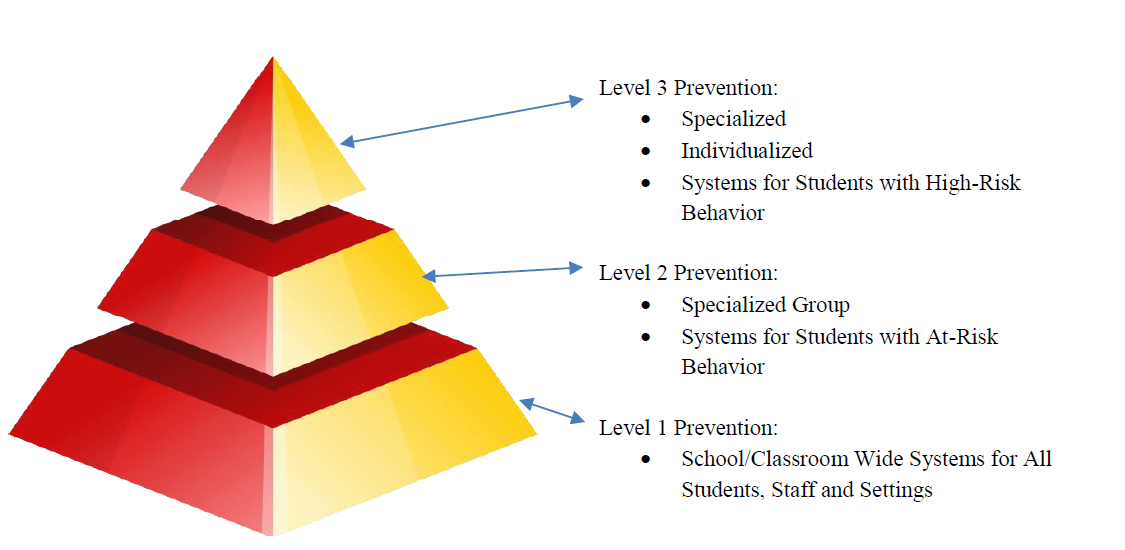 Level 3 Prevention:
• Specialized
• Individualized
• Systems for Students with High-Risk
Behavior
Level 2 Prevention:
• Specialized Group
• Systems for Students with At-Risk
Behavior
Level 1 Prevention:
• School/Classroom Wide Systems for All
Students, Staff and Settings